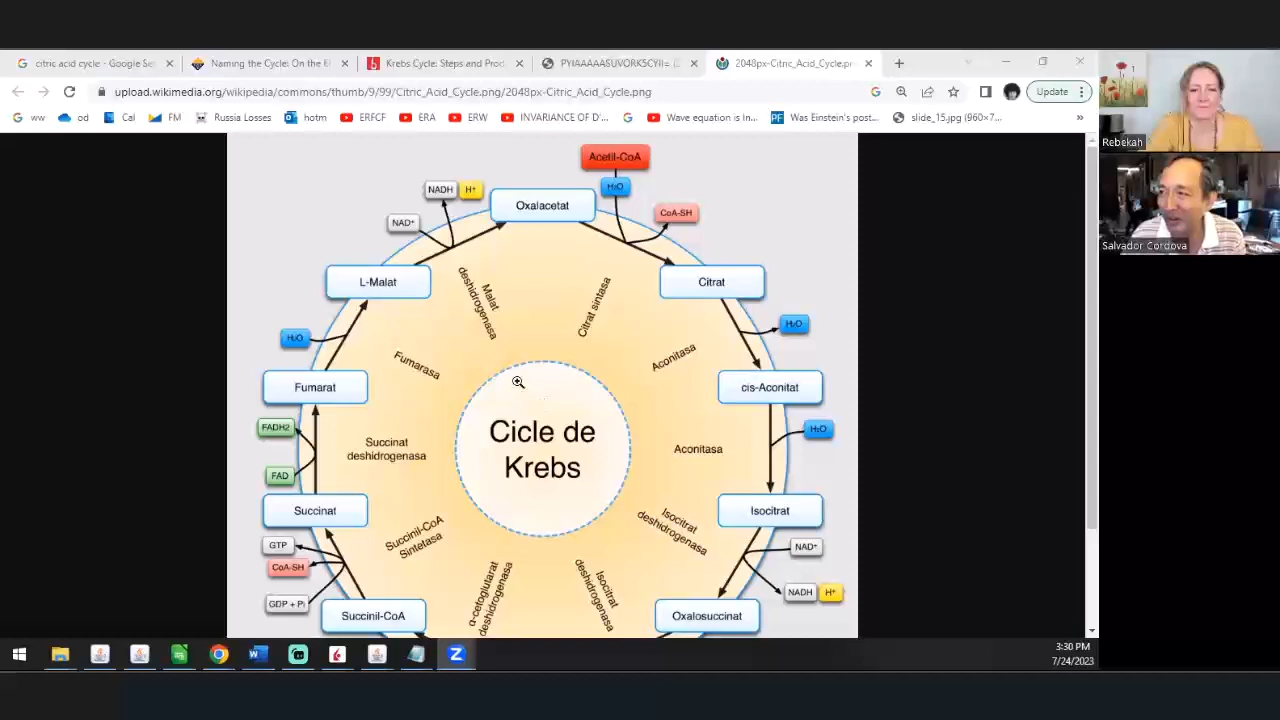 citric acid cycle - Google Se
Naming the Cycle: On the E
Krebs Cycle: Steps and Prod
2048px-Citric_Acid_Cycle.pn
upload.wikimedia.org/wikipedia/commons/thumb/9/99/Citric_Acid_Cycle.png/2048px-Citric_Acid_Cycle.png
Update
ww
od
Cal
FM
Russia Losses
hotm
ERFCF
ERA
ERW
INVARIANCE OF D'...
Wave equation is In...
Was Einstein's post...
slide_15.jpg (960×7...
»
Rebekah
Salvador Cordova
Acetil-CoA
H₂O
CoA-SH
NADH
H⁺
NAD⁺
Oxalacetat
L-Malat
Citrat
Malat
deshidrogenasa
Citrat sintasa
H₂O
H₂O
Fumarasa
Aconitasa
Fumarat
cis-Aconitat
FADH2
FAD
H₂O
Cicle de
Krebs
Succinat
deshidrogenasa
Aconitasa
Succinat
Isocitrat
Succinil-CoA
Sintetasa
Isocitrat
deshidrogenasa
GTP
CoA-SH
GDP + Pi
NAD⁺
NADH
H⁺
α-cetoglutarat
deshidrogenasa
Isocitrat
deshidrogenasa
Succinil-CoA
Oxalosuccinat
3:30 PM
7/24/2023